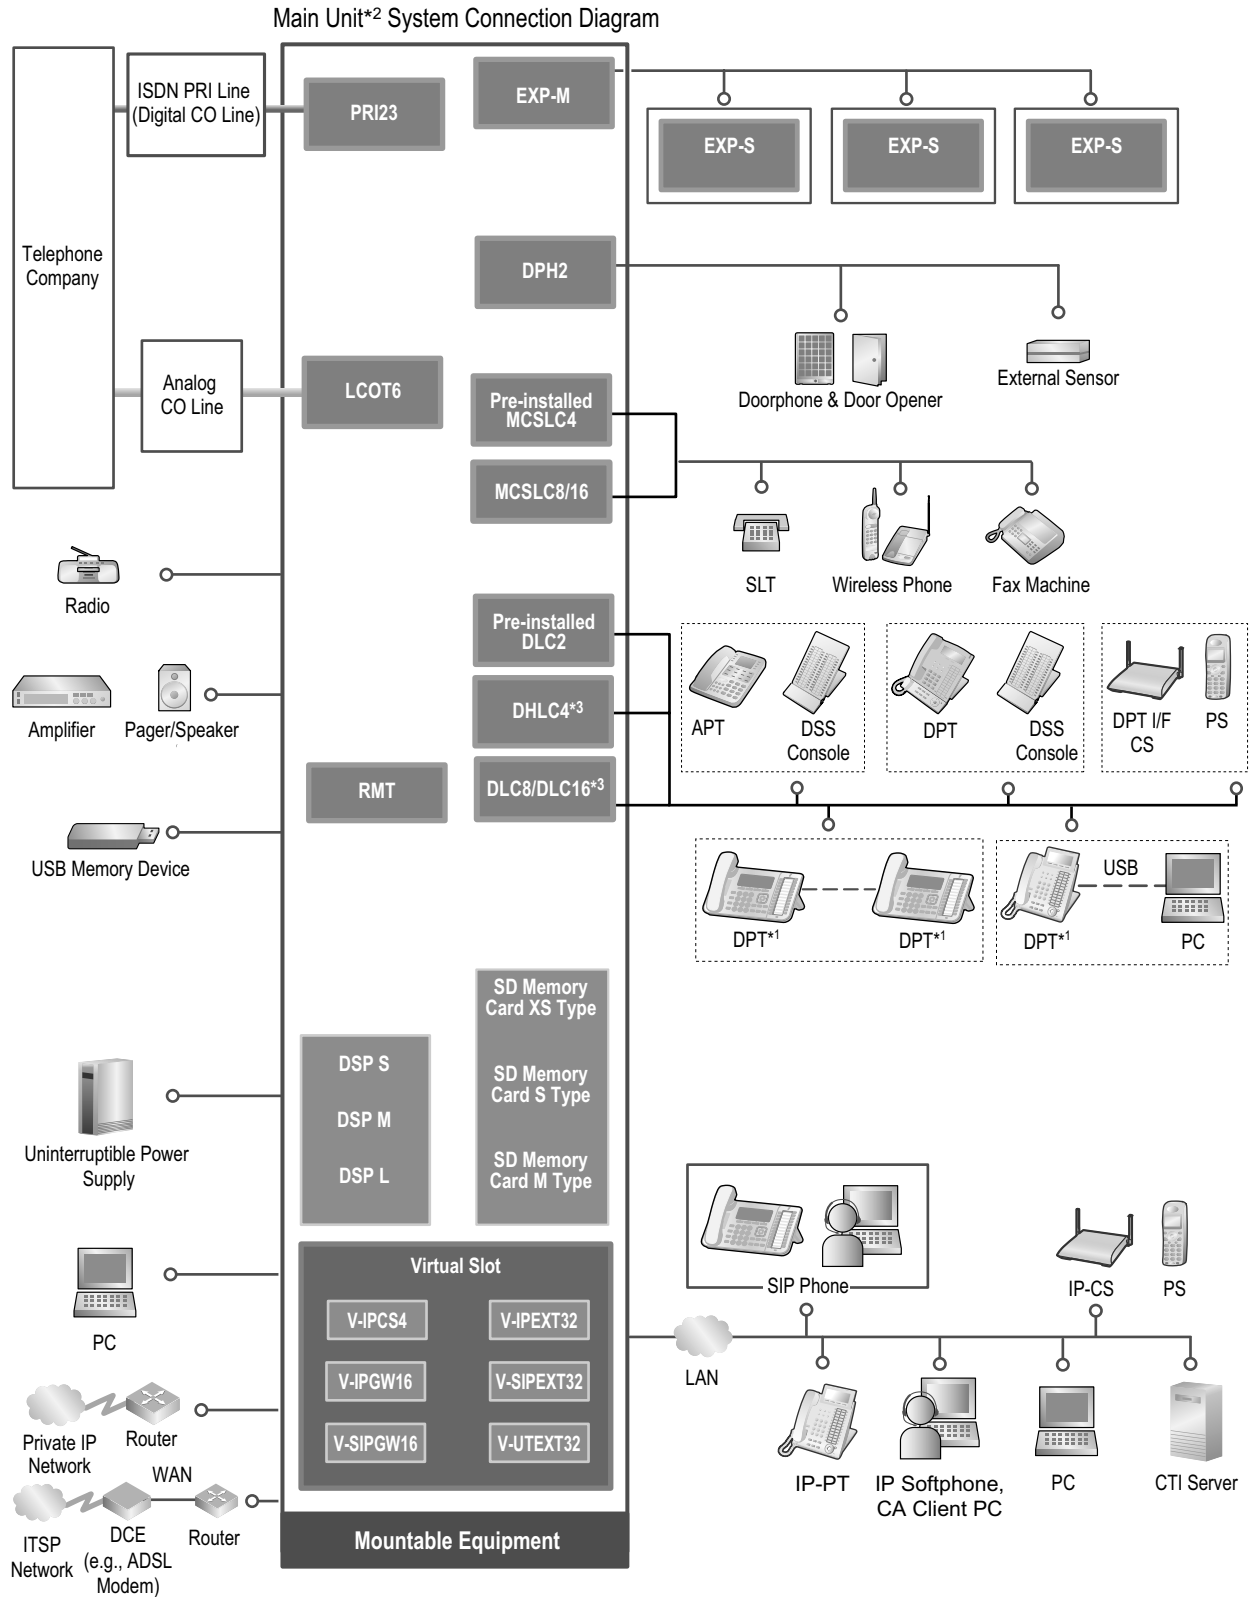 Main Unit*2 System Connection Diagram
ISDN PRI Line
(Digital CO Line)
PRI23
EXP-M
EXP-S
EXP-S
EXP-S
Telephone
Company
DPH2
Doorphone & Door Opener
External Sensor
Analog
CO Line
LCOT6
Pre-installed
MCSLC4
MCSLC8/16
SLT
Wireless Phone
Fax Machine
Radio
Pre-installed
DLC2
DHLC4*3
DLC8/DLC16*3
RMT
Amplifier
Pager/Speaker
APT
DSS
Console
DPT
DSS
Console
DPT I/F
CS
PS
USB Memory Device
DPT*1
DPT*1
DPT*1
USB
PC
SD Memory
Card XS Type
SD Memory
Card S Type
SD Memory
Card M Type
DSP S
DSP M
DSP L
Uninterruptible Power
Supply
PC
Virtual Slot
V-IPCS4
V-IPEXT32
V-IPGW16
V-SIPEXT32
V-SIPGW16
V-UTEXT32
SIP Phone
IP-CS
PS
LAN
IP-PT
IP Softphone,
CA Client PC
PC
CTI Server
Private IP
Network
Router
WAN
ITSP
Network
DCE
(e.g., ADSL
Modem)
Router
Mountable Equipment